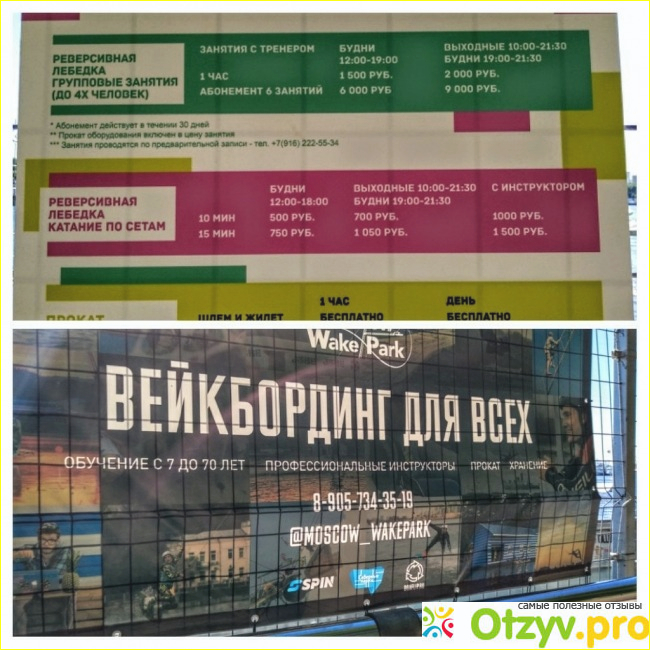 РЕВЕРСИВНАЯ ЛЕБЕДКА ГРУППОВЫЕ ЗАНЯТИЯ (ДО 4Х ЧЕЛОВЕК)
ЗАНЯТИЯ С ТРЕНЕРОМ БУДНИ 12:00-19:00 ВЫХОДНЫЕ 10:00-21:30 БУДНИ 19:00-21:30
1 ЧАС 1 500 РУБ. 2 000 РУБ.
АБОНЕМЕНТ 6 ЗАНЯТИЙ 6 000 РУБ 9 000 РУБ.
* Абонемент действует в течении 30 дней
** Прокат оборудования включен в цену занятия
*** Занятия проводятся по предварительной записи - тел. +7(916) 222-55-34
РЕВЕРСИВНАЯ ЛЕБЕДКА КАТАНИЕ ПО СЕТАМ
БУДНИ 12:00-18:00 ВЫХОДНЫЕ 10:00-21:30 БУДНИ 19:00-21:30 С ИНСТРУКТОРОМ
10 МИН 500 РУБ. 700 РУБ. 1000 РУБ.
15 МИН 750 РУБ. 1 050 РУБ. 1 500 РУБ.
1 ЧАС ДЕНЬ
ПРОКАТ ШЛЕМ И ЖИЛЕТ БЕСПЛАТНО БЕСПЛАТНО
Wake Park
ВЕЙКБОРДИНГ ДЛЯ ВСЕХ
ОБУЧЕНИЕ С 7 ДО 70 ЛЕТ ПРОФЕССИОНАЛЬНЫЕ ИНСТРУКТОРЫ ПРОКАТ ХРАНЕНИЕ
8-905-734-35-19
@MOSCOW_WAKEPARK
SPIN
самые полезные отзывы
Otzyv.pro